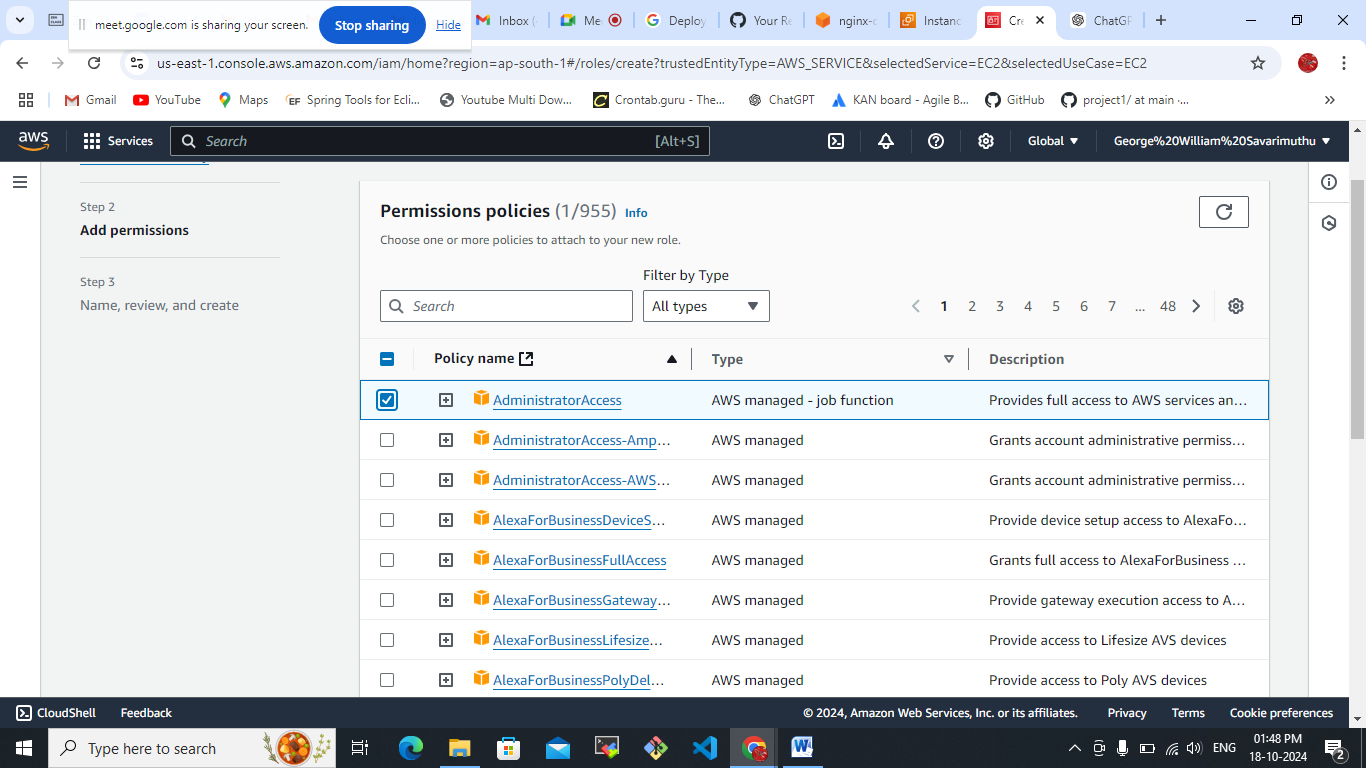 meet.google.com is sharing your screen.
Stop sharing
Hide
Inbox (
Me
Deploy
Your Re
nginx-c
Instanc
Cre
ChatGP
us-east-1.console.aws.amazon.com/iam/home?region=ap-south-1#/roles/create?trustedEntityType=AWS_SERVICE&selectedService=EC2&selectedUseCase=EC2
Gmail
YouTube
Maps
Spring Tools for Ecli...
Youtube Multi Dow...
Crontab.guru - The...
ChatGPT
KAN board - Agile B...
GitHub
project1/ at main ·...
aws
Services
Search
[Alt+S]
Global
George%20William%20Savarimuthu
Step 2
Add permissions
Step 3
Name, review, and create
Permissions policies (1/955) Info
Choose one or more policies to attach to your new role.
Filter by Type
Search
All types
1 2 3 4 5 6 7 ... 48
Policy name Type Description
AdministratorAccess AWS managed - job function Provides full access to AWS services an...
AdministratorAccess-Amp... AWS managed Grants account administrative permiss...
AdministratorAccess-AWS... AWS managed Grants account administrative permiss...
AlexaForBusinessDeviceS... AWS managed Provide device setup access to AlexaFo...
AlexaForBusinessFullAccess AWS managed Grants full access to AlexaForBusiness ...
AlexaForBusinessGateway... AWS managed Provide gateway execution access to A...
AlexaForBusinessLifesize... AWS managed Provide access to Lifesize AVS devices
AlexaForBusinessPolyDel... AWS managed Provide access to Poly AVS devices
CloudShell
Feedback
© 2024, Amazon Web Services, Inc. or its affiliates.
Privacy
Terms
Cookie preferences
Type here to search
ENG
01:48 PM
18-10-2024
2